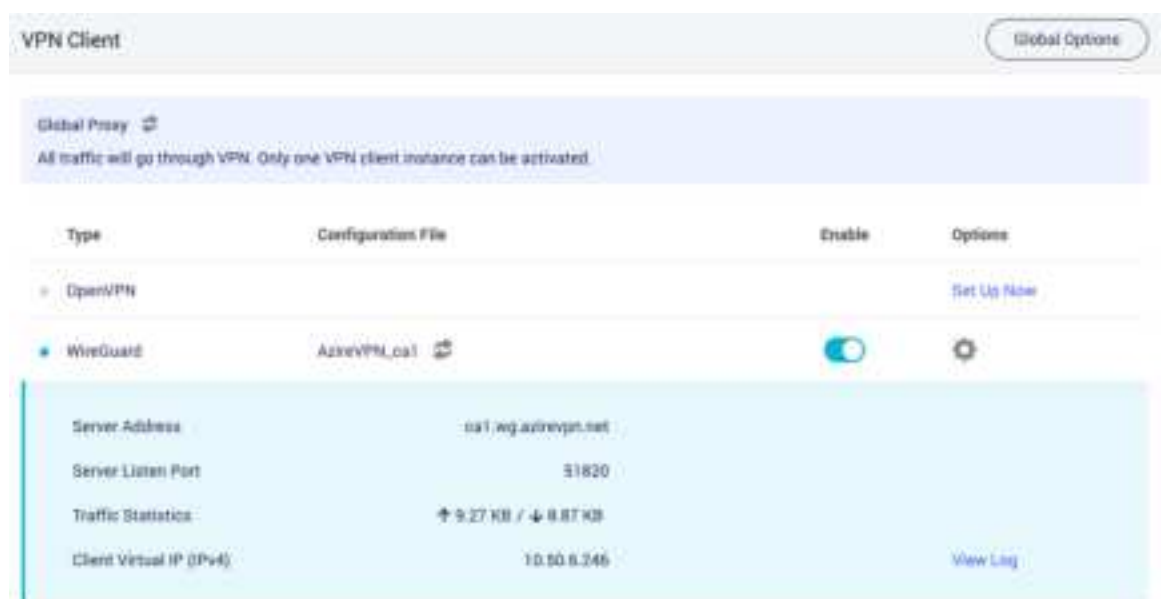 VPN Client Global Options
Global Proxy
All traffic will go through VPN. Only one VPN client instance can be activated.
Type Configuration File Enable Options
OpenVPN Set Up Now
WireGuard AzireVPN_ca1
Server Address ca1.wg.azirevpn.net
Server Listen Port 51820
Traffic Statistics ↑ 9.27 KB / ↓ 8.87 KB
Client Virtual IP (IPv4) 10.50.6.246 View Log